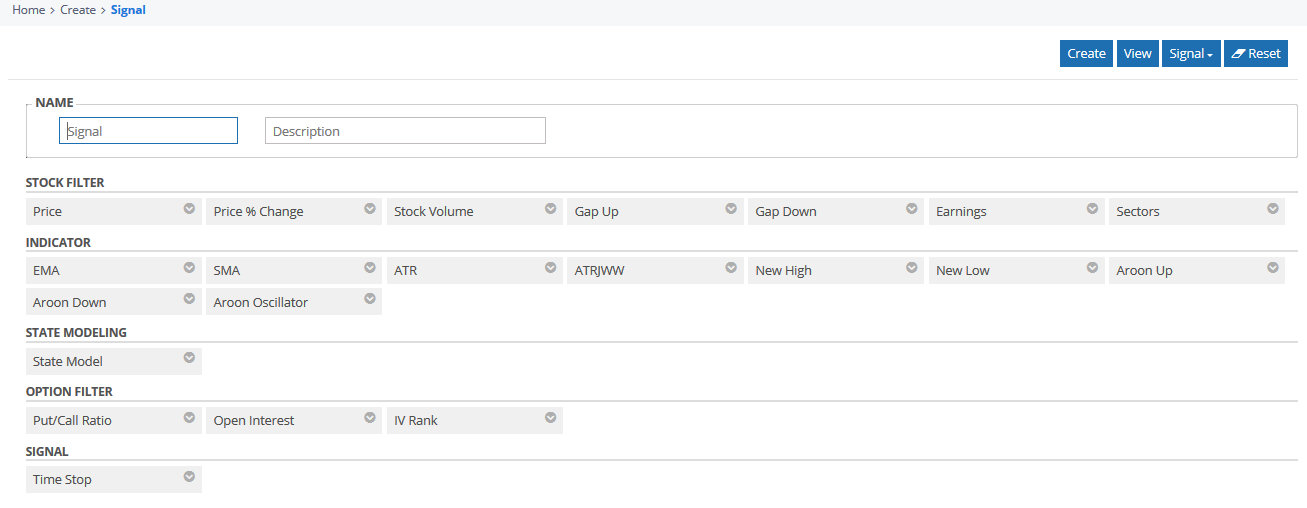 Home > Create > Signal
Create View Signal Reset
NAME
Signal Description
STOCK FILTER
Price Price % Change Stock Volume Gap Up Gap Down Earnings Sectors
INDICATOR
EMA SMA ATR ATRJWW New High New Low Aroon Up
Aroon Down Aroon Oscillator
STATE MODELING
State Model
OPTION FILTER
Put/Call Ratio Open Interest IV Rank
SIGNAL
Time Stop